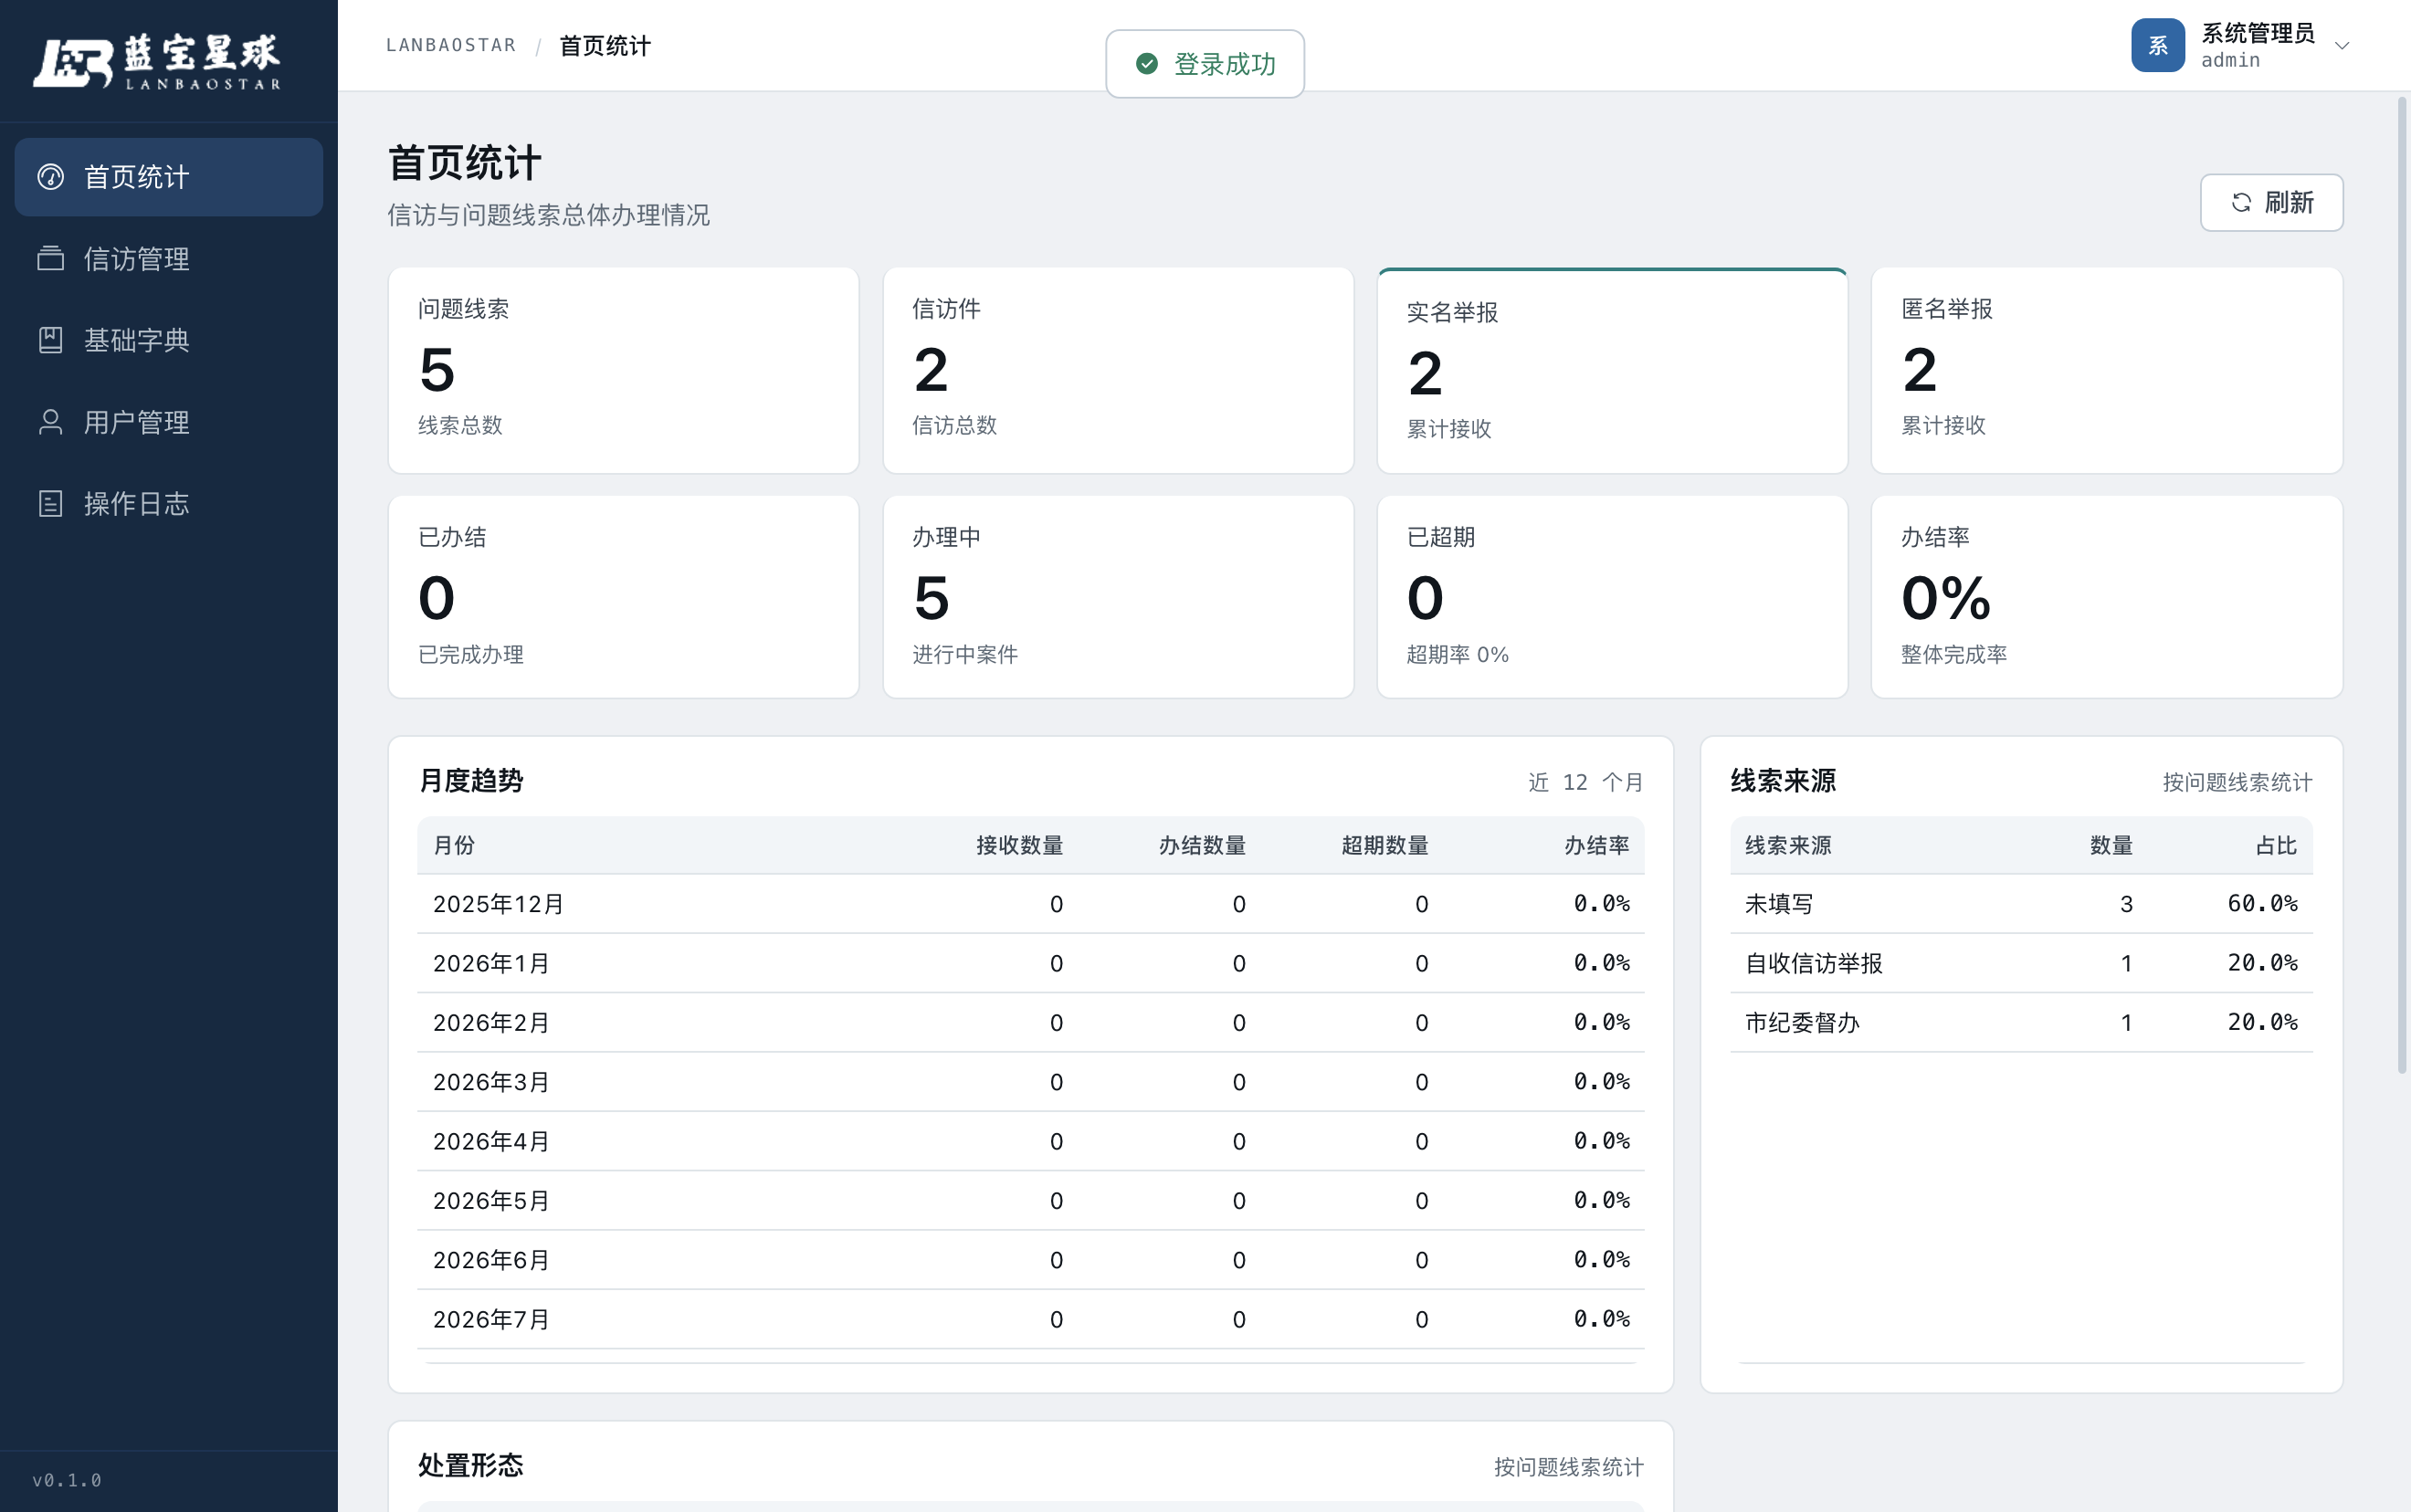 蓝宝星球
LANBAOSTAR
首页统计
信访管理
基础字典
用户管理
操作日志
v0.1.0
LANBAOSTAR / 首页统计
登录成功
系 系统管理员
admin
首页统计
信访与问题线索总体办理情况
刷新
问题线索
5
线索总数
信访件
2
信访总数
实名举报
2
累计接收
匿名举报
2
累计接收
已办结
0
已完成办理
办理中
5
进行中案件
已超期
0
超期率 0%
办结率
0%
整体完成率
月度趋势 近 12 个月
月份 接收数量 办结数量 超期数量 办结率
2025年12月 0 0 0 0.0%
2026年1月 0 0 0 0.0%
2026年2月 0 0 0 0.0%
2026年3月 0 0 0 0.0%
2026年4月 0 0 0 0.0%
2026年5月 0 0 0 0.0%
2026年6月 0 0 0 0.0%
2026年7月 0 0 0 0.0%
线索来源 按问题线索统计
线索来源 数量 占比
未填写 3 60.0%
自收信访举报 1 20.0%
市纪委督办 1 20.0%
处置形态 按问题线索统计